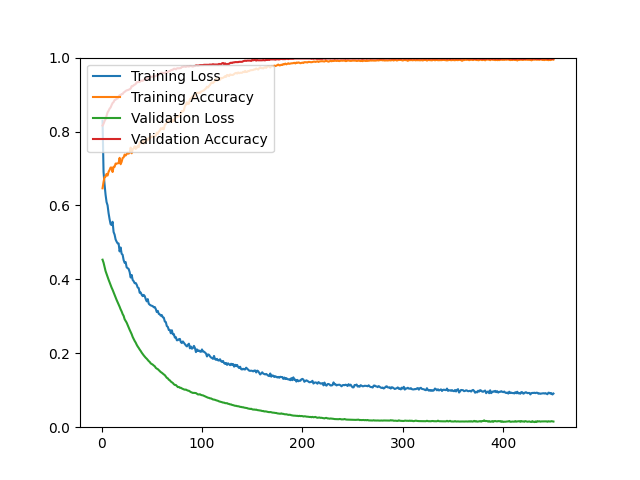 1.0
0.8
0.6
0.4
0.2
0.0
Training Loss
Training Accuracy
Validation Loss
Validation Accuracy
0 100 200 300 400